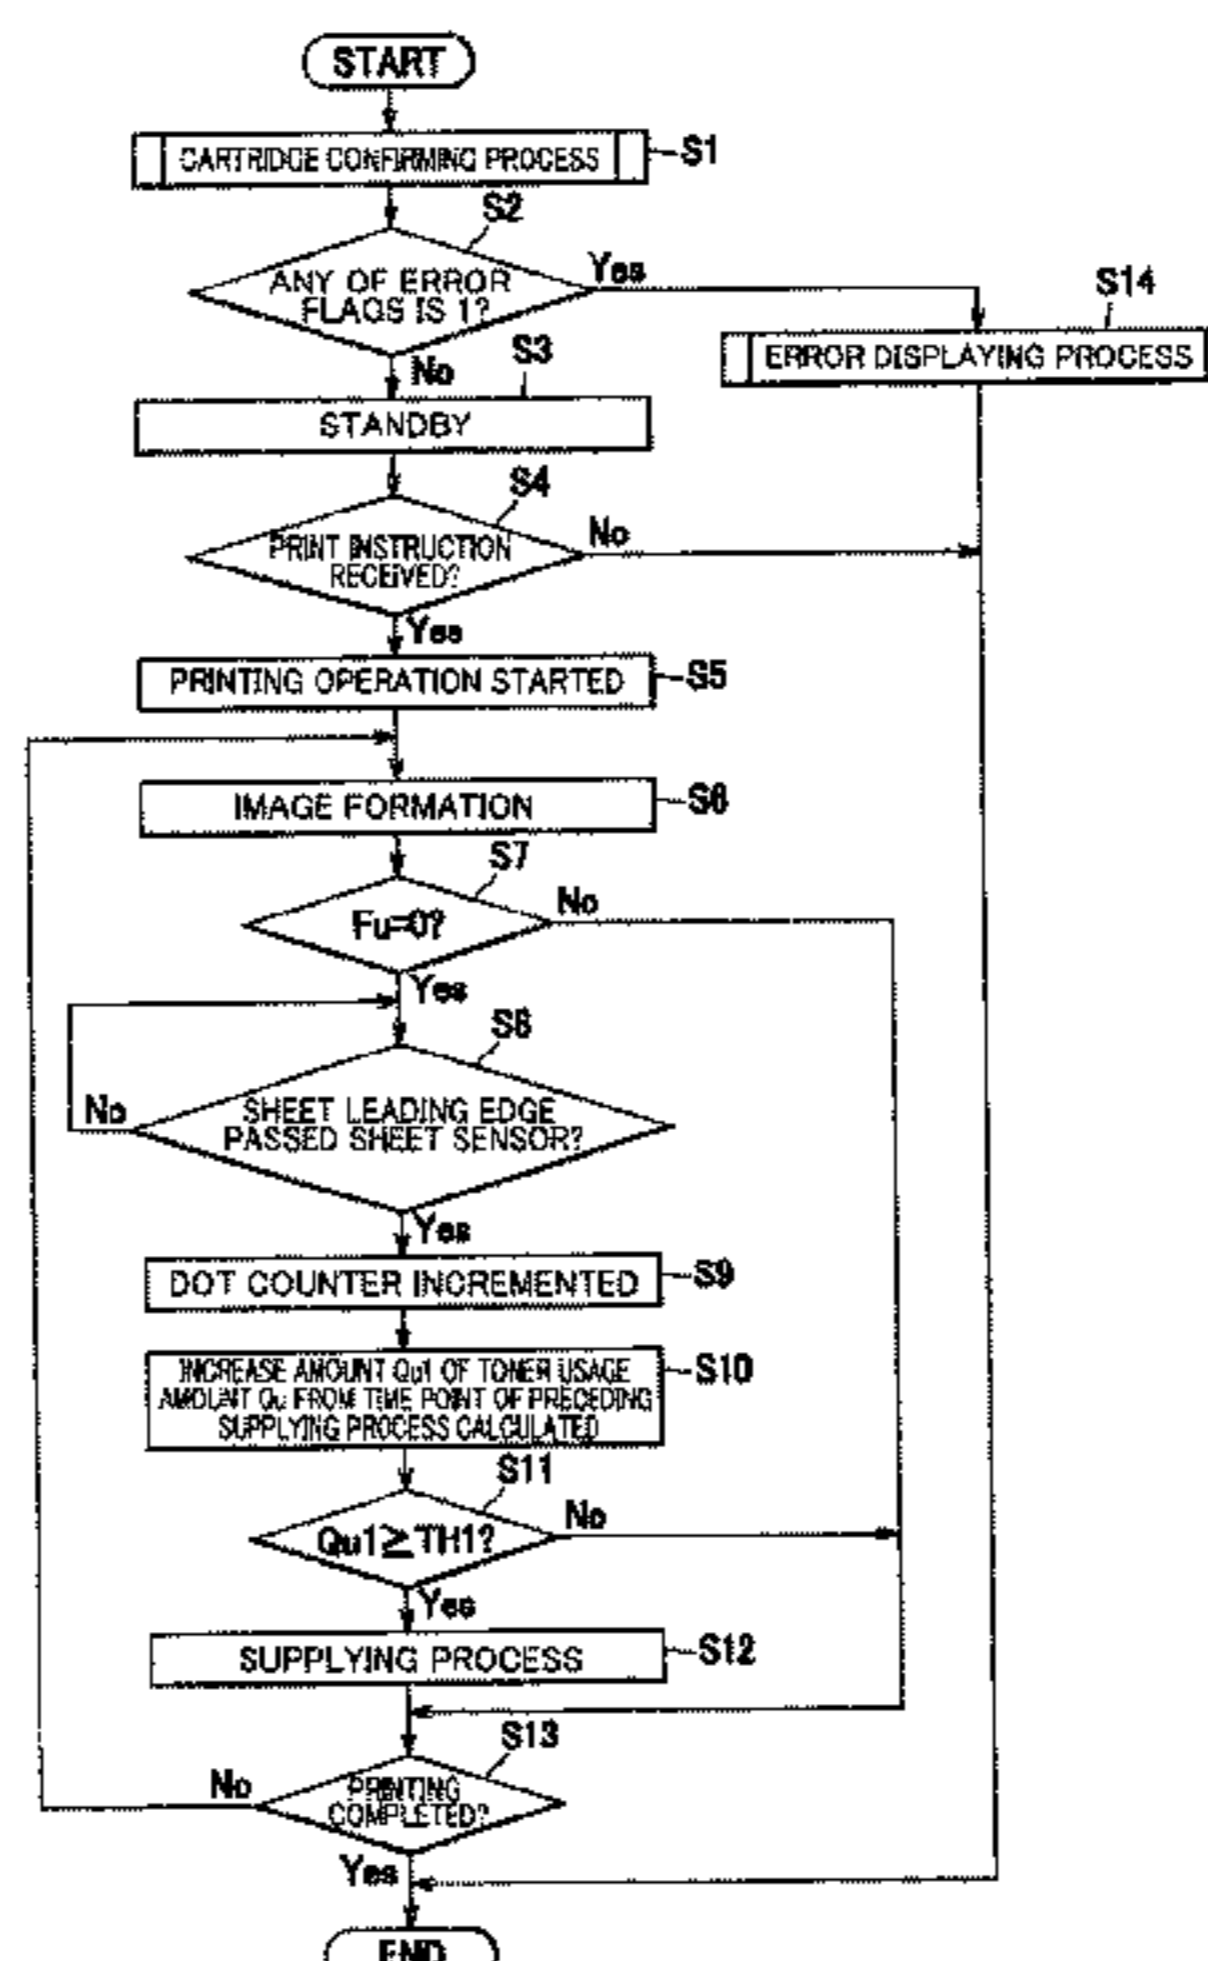 START
CARTRIDGE CONFIRMING PROCESS
S1
S2
ANY OF ERROR
FLAGS IS 1?
Yes
No
S14
ERROR DISPLAYING PROCESS
S3
STANDBY
S4
PRINT INSTRUCTION
RECEIVED?
No
Yes
PRINTING OPERATION STARTED
S5
IMAGE FORMATION
S6
S7
Fu=0?
No
Yes
S8
SHEET LEADING EDGE
PASSED SHEET SENSOR?
No
Yes
DOT COUNTER INCREMENTED
S9
INCREASE AMOUNT Qu1 OF TONER USAGE
AMOUNT Qu FROM TIME POINT OF PRECEDING
SUPPLYING PROCESS CALCULATED
S10
S11
Qu1≧TH1?
No
Yes
SUPPLYING PROCESS
S12
S13
PRINTING
COMPLETED?
No
Yes
END